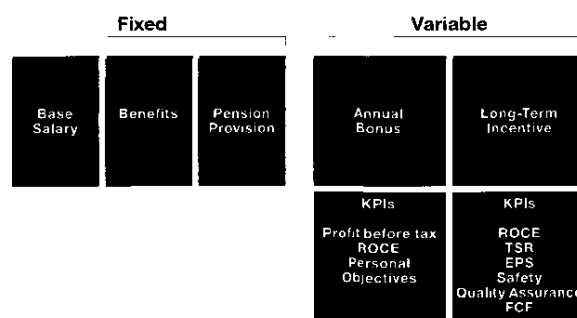 Fixed
Variable
Base
Salary
Benefits
Pension
Provision
Annual
Bonus
Long-Term
Incentive
KPIs
Profit before tax
ROCE
Personal
Objectives
KPIs
ROCE
TSR
EPS
Safety
Quality Assurance
FCF